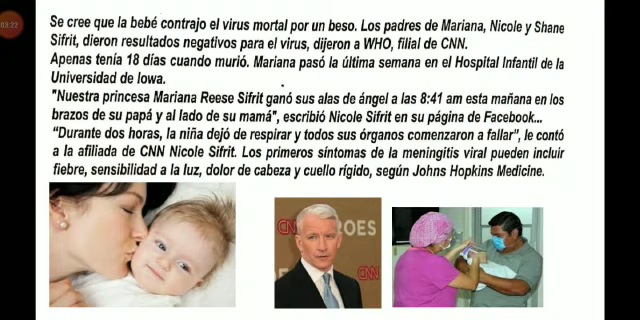 03:22
Se cree que la bebé contrajo el virus mortal por un beso. Los padres de Mariana, Nicole y Shane
Sifrit, dieron resultados negativos para el virus, dijeron a WHO, filial de CNN.
Apenas tenía 18 días cuando murió. Mariana pasó la última semana en el Hospital Infantil de la
Universidad de Iowa.
"Nuestra princesa Mariana Reese Sifrit ganó sus alas de ángel a las 8:41 am esta mañana en los
brazos de su papá y al lado de su mamá", escribió Nicole Sifrit en su página de Facebook...
“Durante dos horas, la niña dejó de respirar y todos sus órganos comenzaron a fallar”, le contó
a la afiliada de CNN Nicole Sifrit. Los primeros síntomas de la meningitis viral pueden incluir
fiebre, sensibilidad a la luz, dolor de cabeza y cuello rígido, según Johns Hopkins Medicine.
CNN
ROES
CNN